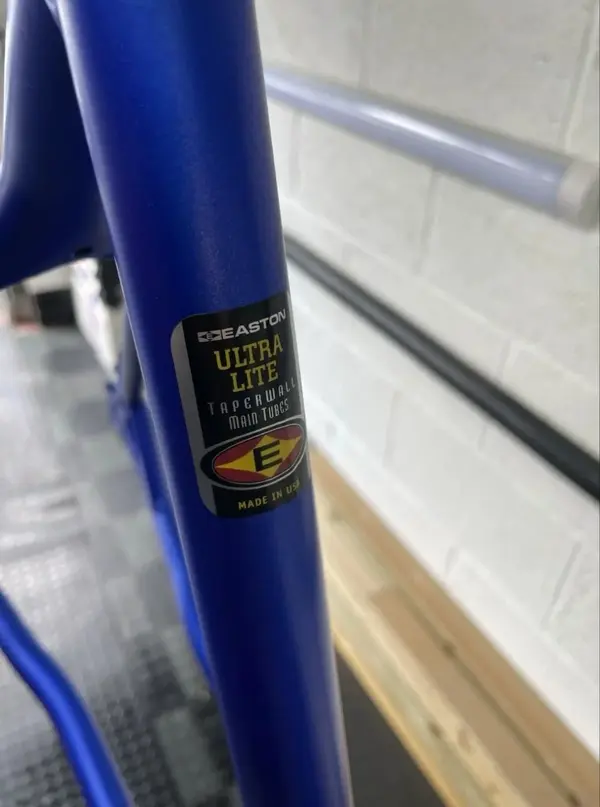 EASTON
ULTRA
LITE
TAPERWALL
MAIN TUBES
E
MADE IN USA